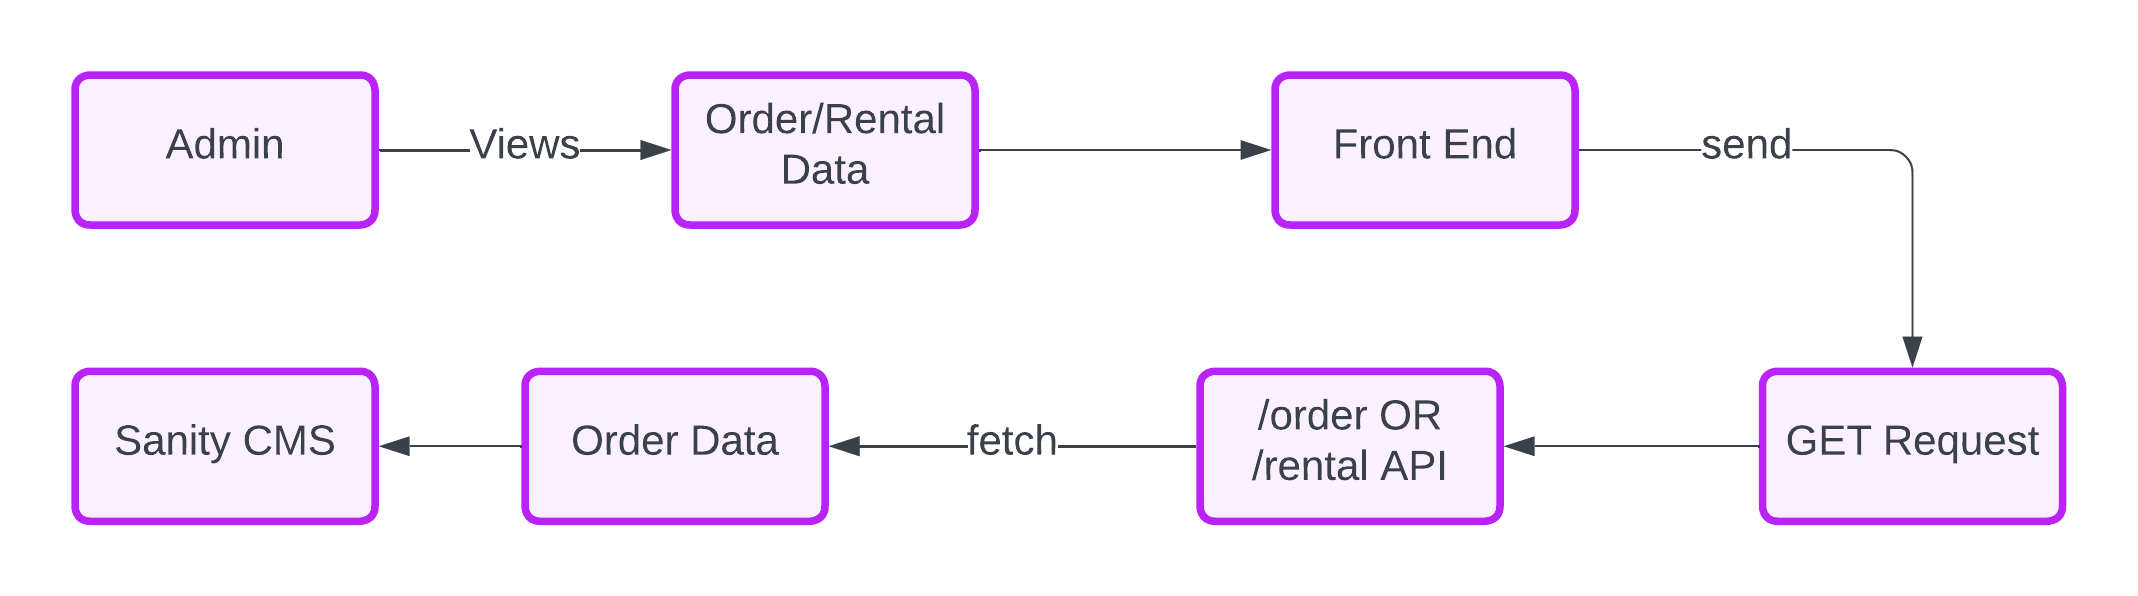 Admin
Views
Order/Rental
Data
Front End
send
GET Request
/order OR
/rental API
fetch
Order Data
Sanity CMS